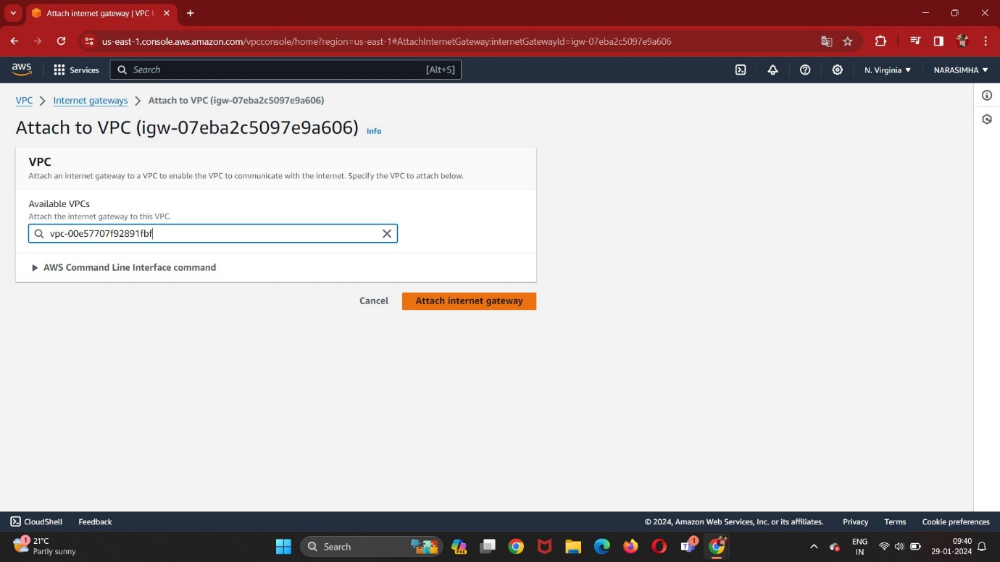 Attach internet gateway | VPC M
us-east-1.console.aws.amazon.com/vpcconsole/home?region=us-east-1#AttachInternetGateway:internetGatewayId=igw-07eba2c5097e9a606
aws Services Search [Alt+S] N. Virginia NARASIMHA
VPC Internet gateways Attach to VPC (igw-07eba2c5097e9a606)
Attach to VPC (igw-07eba2c5097e9a606) Info
VPC
Attach an internet gateway to a VPC to enable the VPC to communicate with the internet. Specify the VPC to attach below.
Available VPCs
Attach the internet gateway to this VPC.
vpc-00e57707f92891fbf
AWS Command Line Interface command
Cancel Attach internet gateway
CloudShell Feedback © 2024, Amazon Web Services, Inc. or its affiliates. Privacy Terms Cookie preferences
1 21°C
Partly sunny
Search
PRE
1
ENG
IN
09:40
29-01-2024